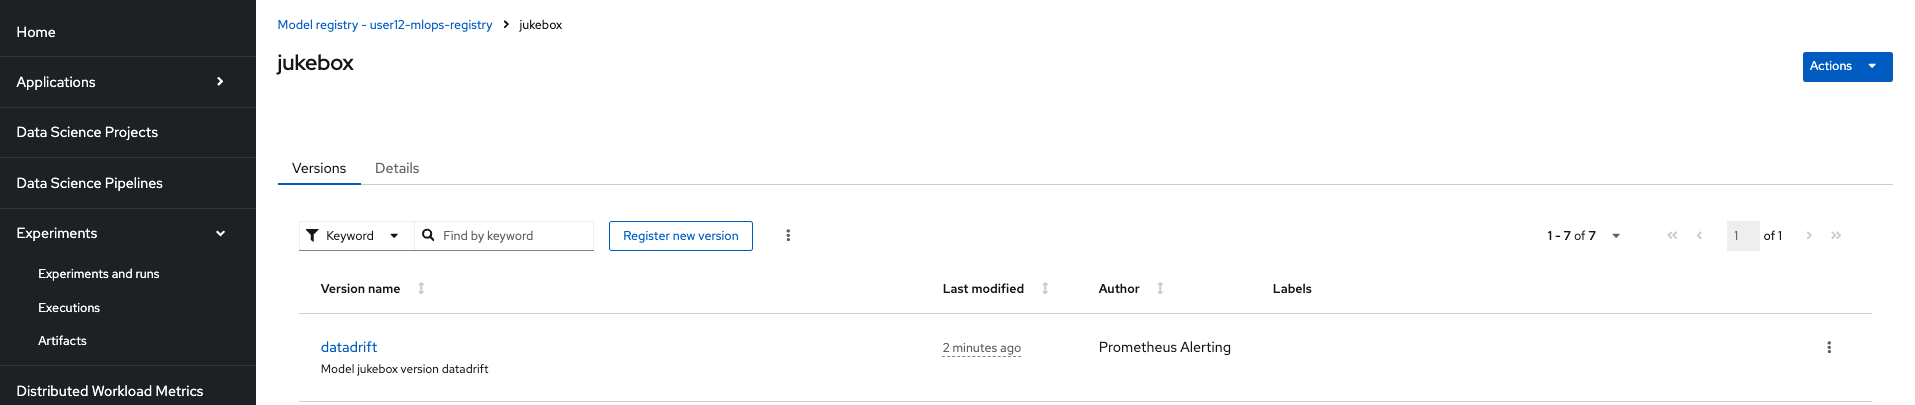 Home
Applications
Data Science Projects
Data Science Pipelines
Experiments
Experiments and runs
Executions
Artifacts
Distributed Workload Metrics
Model registry - user12-mlops-registry jukebox
jukebox
Actions
Versions Details
Keyword Find by keyword Register new version 1 - 7 of 7 1 of 1
Version name Last modified Author Labels
datadrift 2 minutes ago Prometheus Alerting
Model jukebox version datadrift